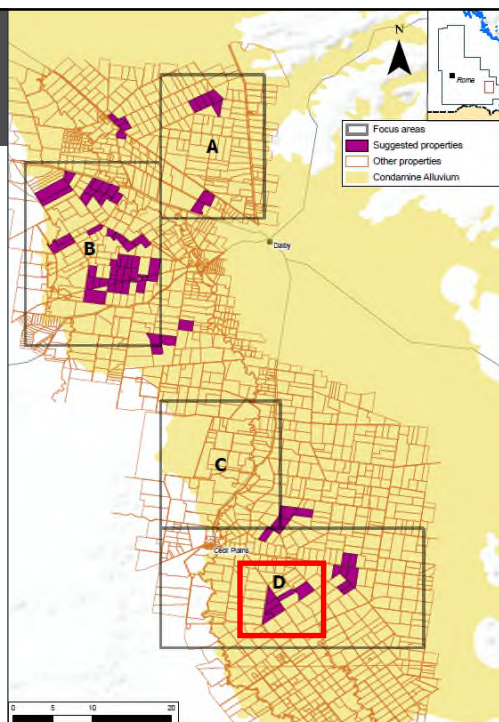 N
Roma
Focus areas
Suggested properties
Other properties
Condamine Alluvium
A
B
Dalby
C
Cecil Plains
D
0 5 10 20